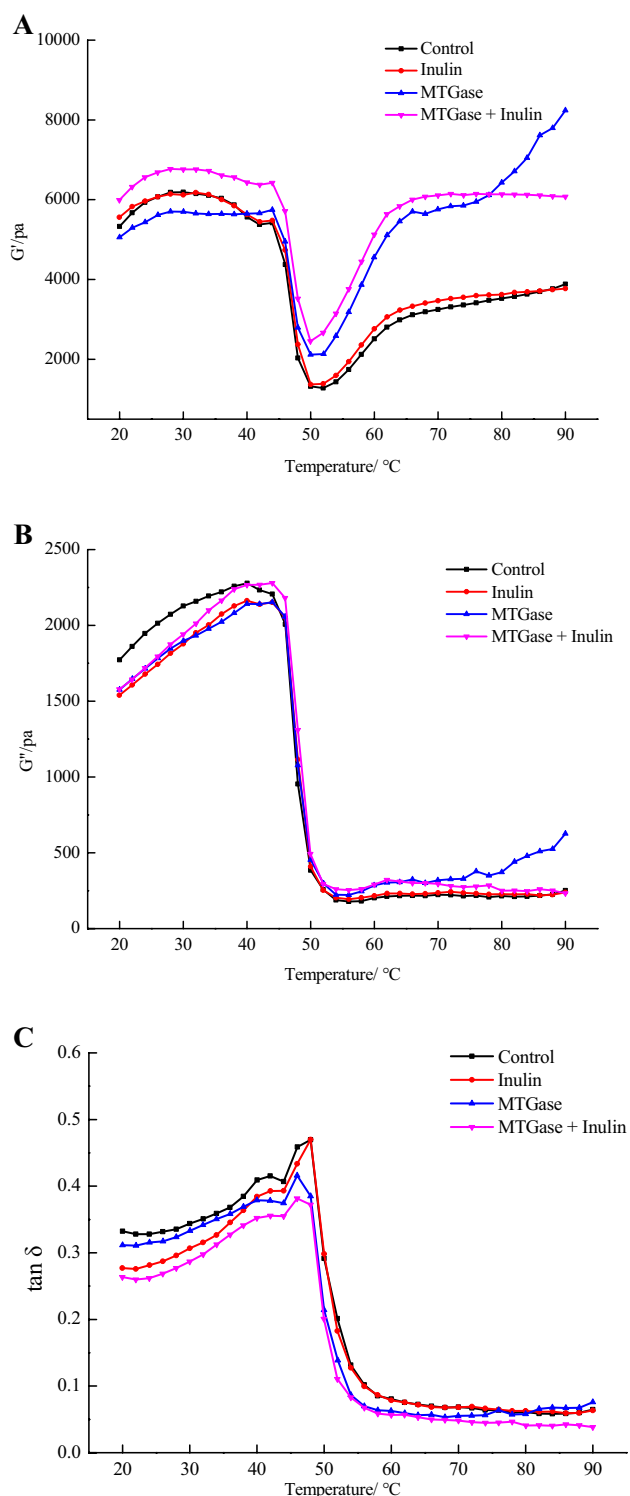 A
G'/pa
10000
8000
6000
4000
2000
Control
Inulin
MTGase
MTGase + Inulin
20 30 40 50 60 70 80 90
Temperature/ °C
B
G"/pa
2500
2000
1500
1000
500
0
Control
Inulin
MTGase
MTGase + Inulin
20 30 40 50 60 70 80 90
Temperature/ °C
C
tan δ
0.6
0.5
0.4
0.3
0.2
0.1
0.0
Control
Inulin
MTGase
MTGase + Inulin
20 30 40 50 60 70 80 90
Temperature/ °C